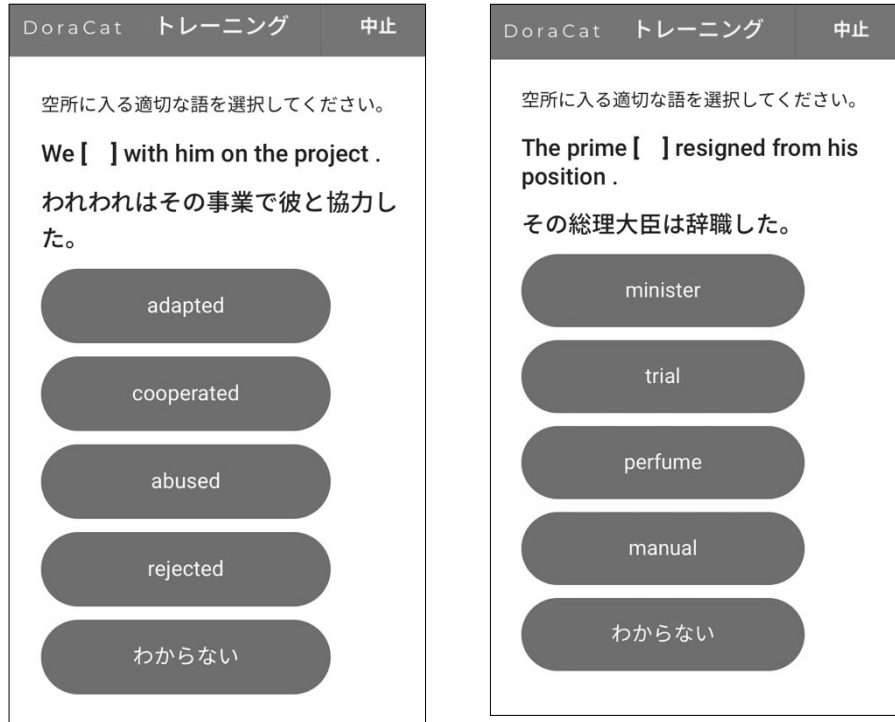 DoraCat トレーニング 中止
空所に入る適切な語を選択してください。
We [ ] with him on the project .
われわれはその事業で彼と協力し
た。
adapted
cooperated
abused
rejected
わからない
DoraCat トレーニング 中止
空所に入る適切な語を選択してください。
The prime [ ] resigned from his
position .
その総理大臣は辞職した。
minister
trial
perfume
manual
わからない